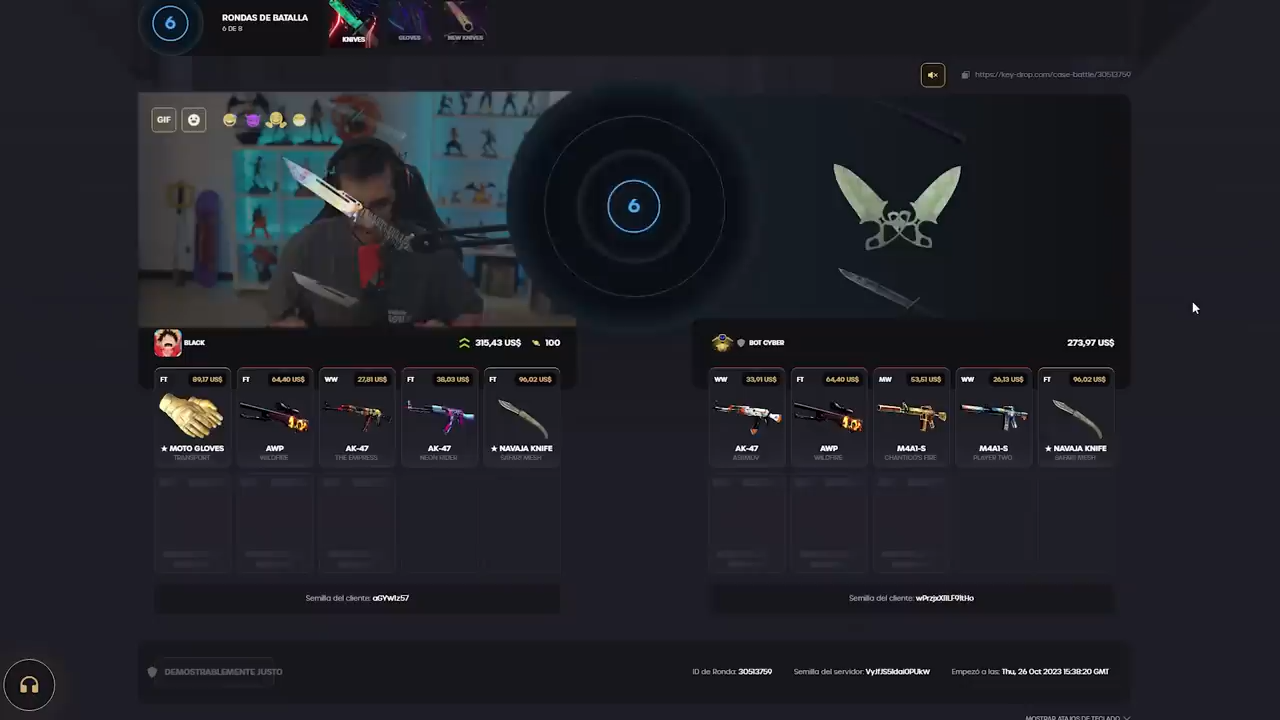 6
RONDAS DE BATALLA
6 DE 8
KNIVES
GLOVES
NEW KNIVES
https://key-drop.com/case-battle/30513759
GIF
6
BLACK
315,43 US$
100
BOT CYBER
273,97 US$
FT 89,17 US$
FT 64,40 US$
WW 27,81 US$
FT 38,03 US$
FT 96,02 US$
★ MOTO GLOVES
TRANSPORT
AWP
WILDFIRE
AK-47
THE EMPRESS
AK-47
NEON RIDER
★ NAVAJA KNIFE
SAFARI MESH
WW 33,91 US$
FT 64,40 US$
MW 53,51 US$
WW 26,13 US$
FT 96,02 US$
AK-47
ASIIMOV
AWP
WILDFIRE
M4A1-S
CHANTICO'S FIRE
M4A1-S
PLAYER TWO
★ NAVAJA KNIFE
SAFARI MESH
Semilla del cliente: aGYW1z57
Semilla del cliente:
DEMOSTRABLEMENTE JUSTO
ID de Ronda: 30513759
Semilla del servidor:
Empezó a las: Thu, 26 Oct 2023 15:38:20 GMT
MOSTRAR ATAJOS DE TECLADO